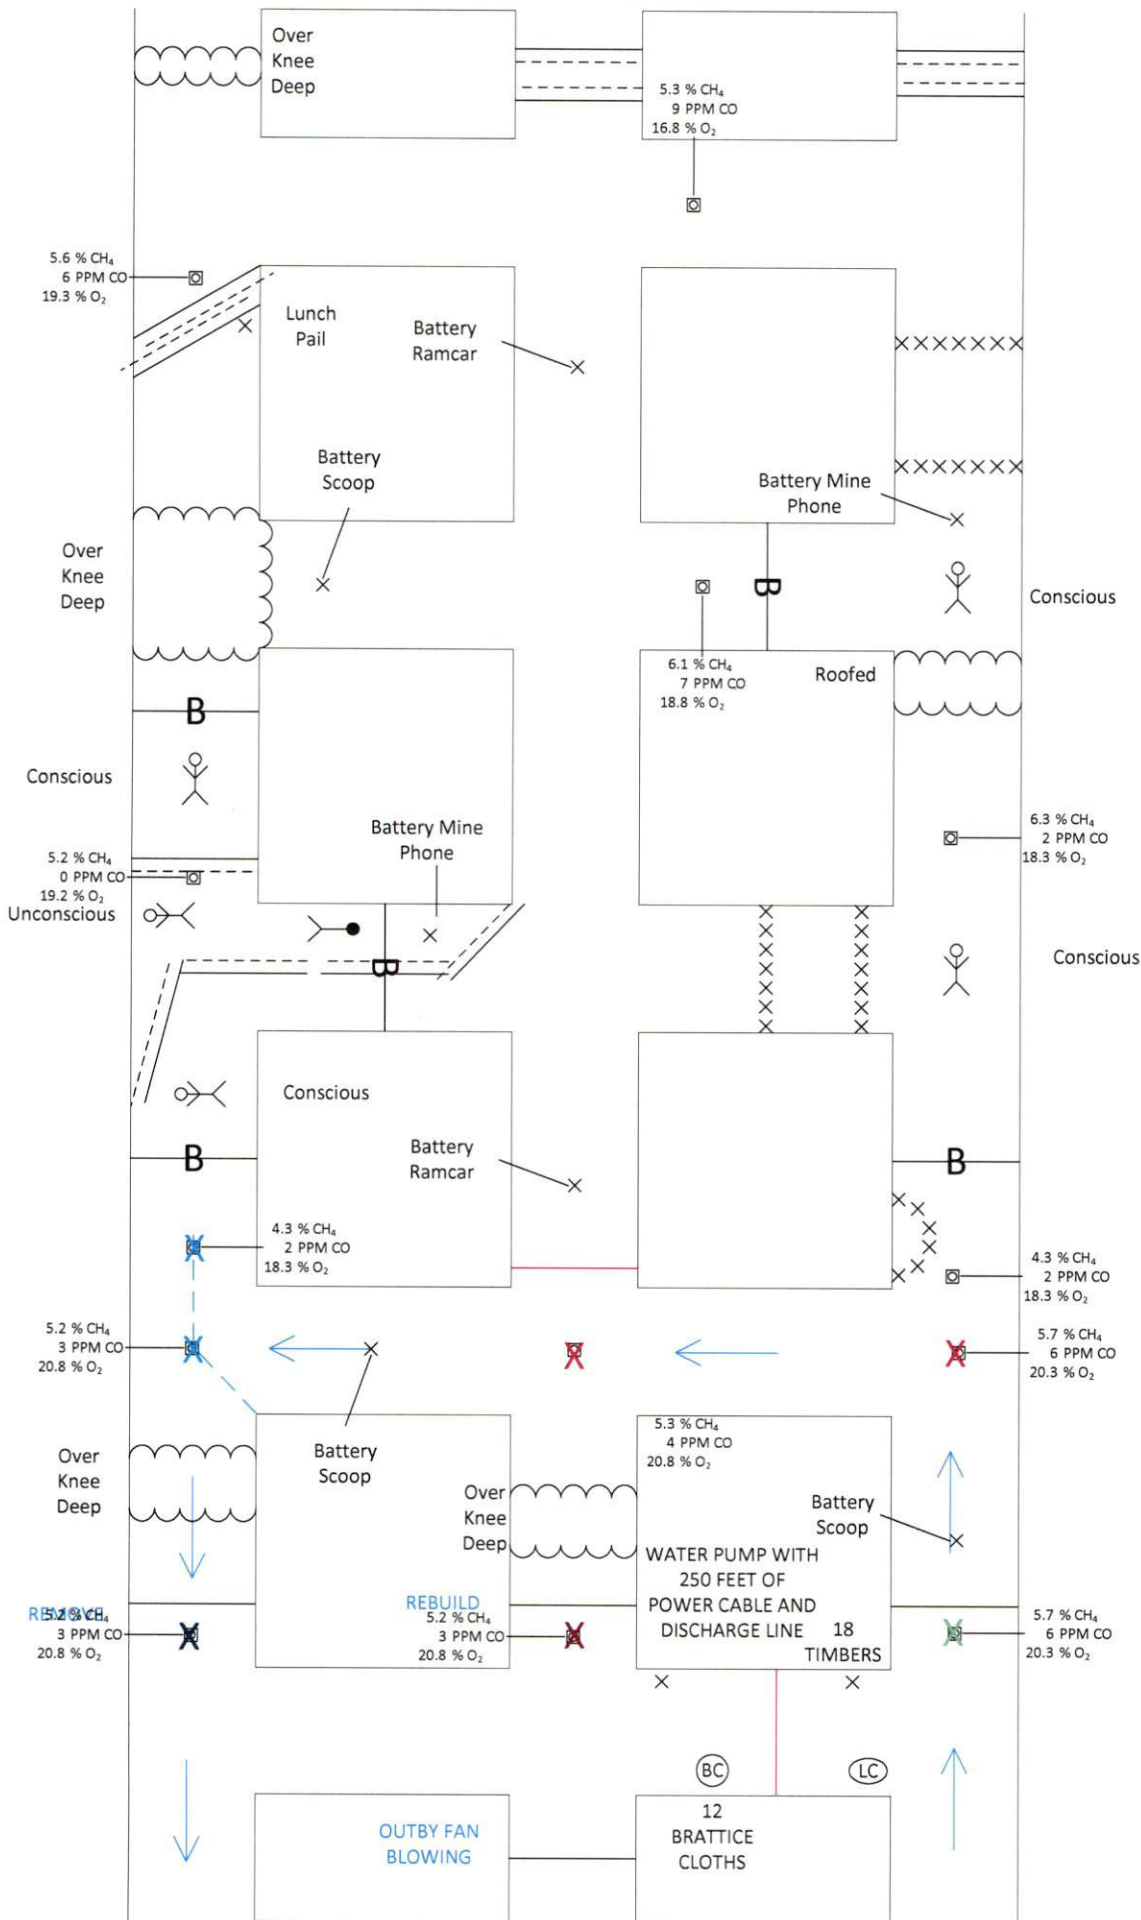 Over
Knee
Deep
5.3 % CH₄
9 PPM CO
16.8 % O₂
5.6 % CH₄
6 PPM CO
19.3 % O₂
Lunch
Pail
Battery
Ramcar
Battery
Scoop
Battery Mine
Phone
Over
Knee
Deep
B
Conscious
6.1 % CH₄
7 PPM CO
18.8 % O₂
Roofed
B
Conscious
Battery Mine
Phone
6.3 % CH₄
2 PPM CO
18.3 % O₂
5.2 % CH₄
0 PPM CO
19.2 % O₂
Unconscious
B
Conscious
Conscious
Battery
Ramcar
B
B
4.3 % CH₄
2 PPM CO
18.3 % O₂
4.3 % CH₄
2 PPM CO
18.3 % O₂
5.2 % CH₄
3 PPM CO
20.8 % O₂
5.7 % CH₄
6 PPM CO
20.3 % O₂
Over
Knee
Deep
Battery
Scoop
5.3 % CH₄
4 PPM CO
20.8 % O₂
Over
Knee
Deep
Battery
Scoop
WATER PUMP WITH
250 FEET OF
POWER CABLE AND
DISCHARGE LINE
18
TIMBERS
REMOVE
5.2 % CH₄
3 PPM CO
20.8 % O₂
REBUILD
5.2 % CH₄
3 PPM CO
20.8 % O₂
5.7 % CH₄
6 PPM CO
20.3 % O₂
BC
LC
OUTBY FAN
BLOWING
12
BRATTICE
CLOTHS